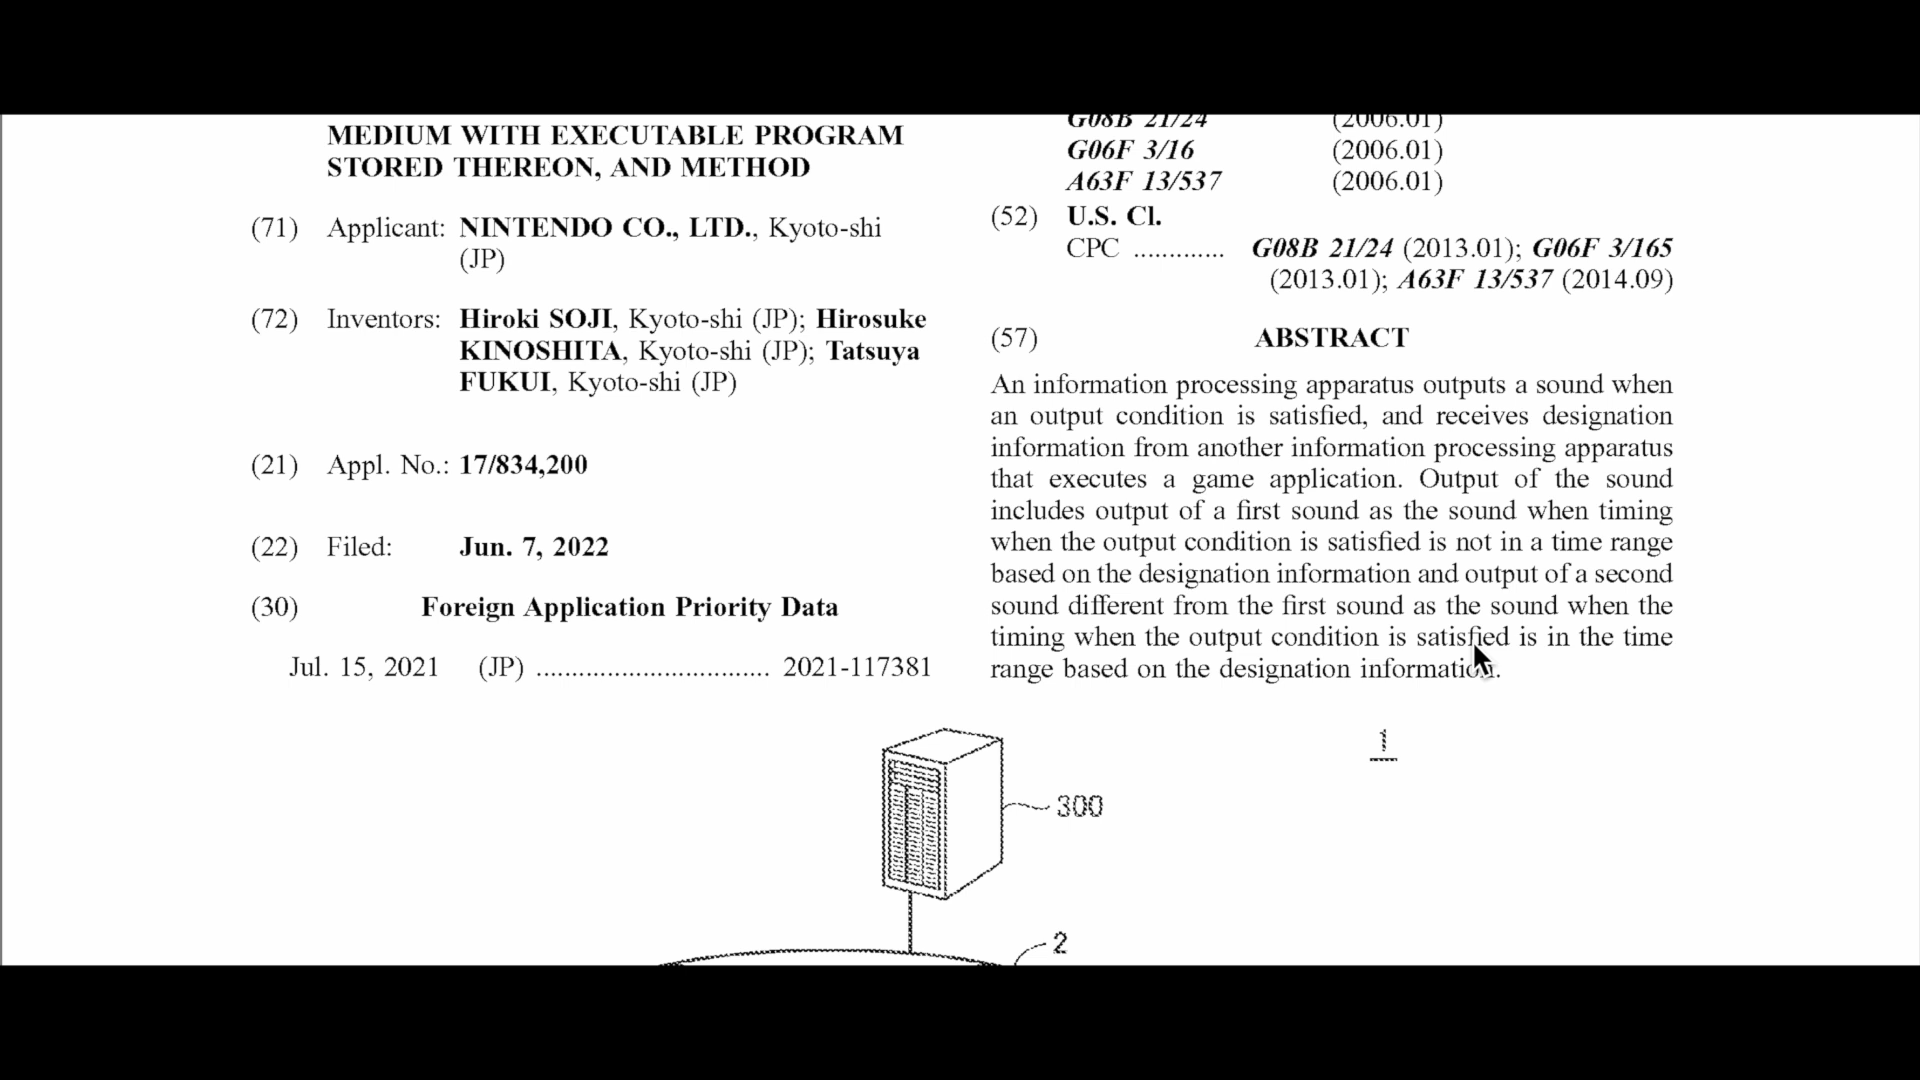 MEDIUM WITH EXECUTABLE PROGRAM
STORED THEREON, AND METHOD
(71) Applicant: NINTENDO CO., LTD., Kyoto-shi
(JP)
(72) Inventors: Hiroki SOJI, Kyoto-shi (JP); Hirosuke
KINOSHITA, Kyoto-shi (JP); Tatsuya
FUKUI, Kyoto-shi (JP)
(21) Appl. No.: 17/834,200
(22) Filed: Jun. 7, 2022
(30) Foreign Application Priority Data
Jul. 15, 2021 (JP) ................................. 2021-117381
G08B 21/24 (2006.01)
G06F 3/16 (2006.01)
A63F 13/537 (2006.01)
(52) U.S. Cl.
CPC ............. G08B 21/24 (2013.01); G06F 3/165
(2013.01); A63F 13/537 (2014.09)
(57) ABSTRACT
An information processing apparatus outputs a sound when
an output condition is satisfied, and receives designation
information from another information processing apparatus
that executes a game application. Output of the sound
includes output of a first sound as the sound when timing
when the output condition is satisfied is not in a time range
based on the designation information and output of a second
sound different from the first sound as the sound when the
timing when the output condition is satisfied is in the time
range based on the designation information.
1
300
2